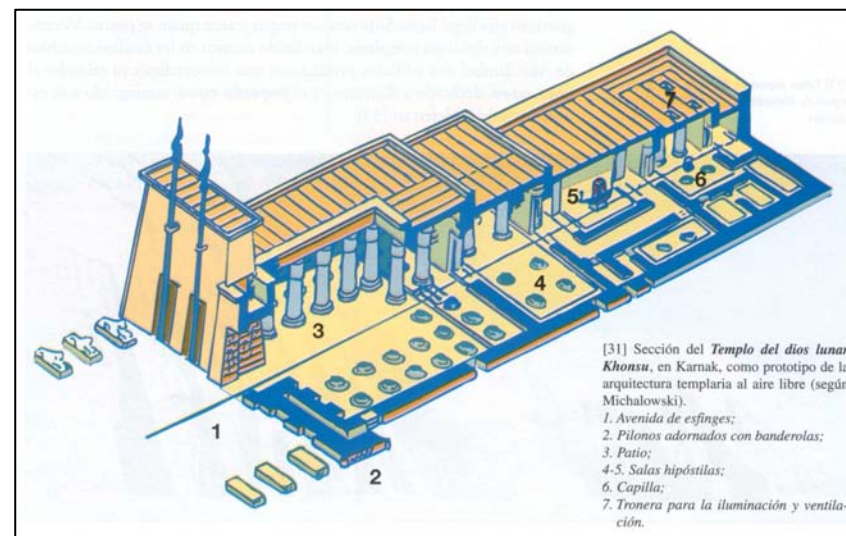 7
6
5
4
3
1
2
[31] Sección del Templo del dios lunar
Khonsu, en Karnak, como prototipo de la
arquitectura templaria al aire libre (según
Michalowski).
1. Avenida de esfinges;
2. Pilonos adornados con banderolas;
3. Patio;
4-5. Salas hipóstilas;
6. Capilla;
7. Tronera para la iluminación y ventila-
ción.